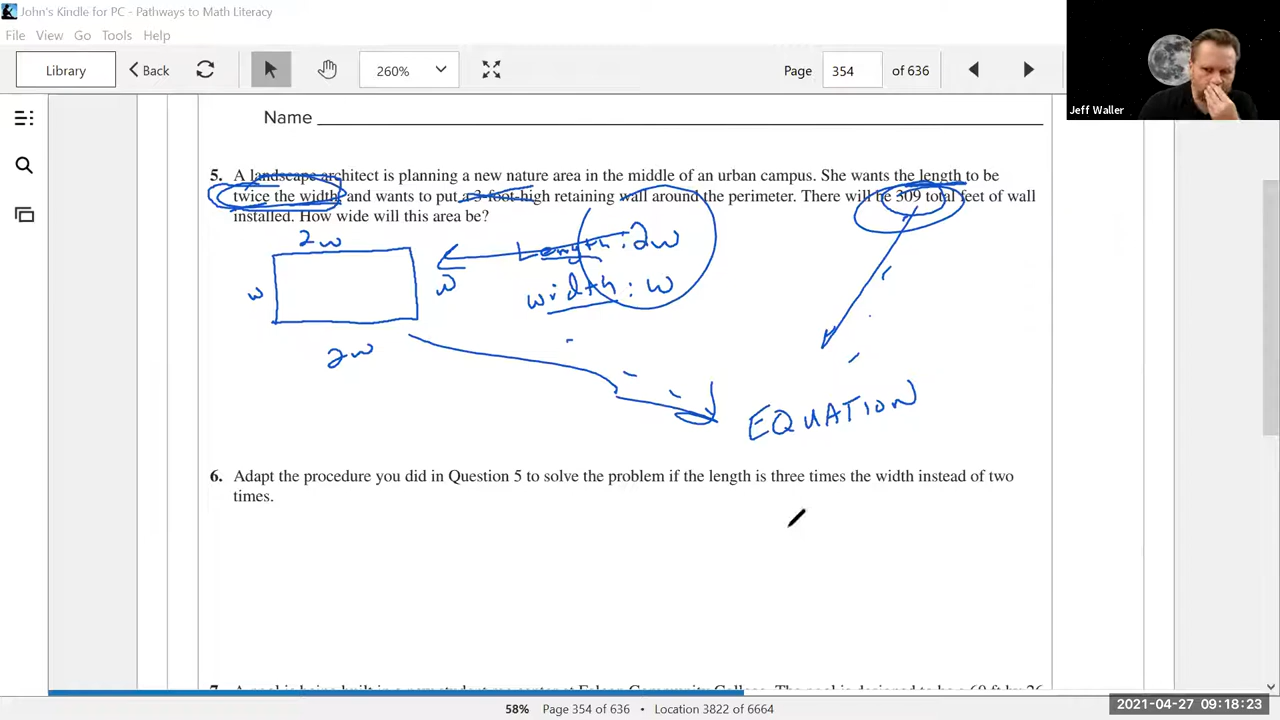 John's Kindle for PC - Pathways to Math Literacy
File View Go Tools Help
Library Back 260% Page 354 of 636
Jeff Waller
Name
5. A landscape architect is planning a new nature area in the middle of an urban campus. She wants the length to be
twice the width, and wants to put a 3-foot-high retaining wall around the perimeter. There will be 309 total feet of wall
installed. How wide will this area be?
2w
Length: 2w
w
w
width: w
2w
EQUATION
6. Adapt the procedure you did in Question 5 to solve the problem if the length is three times the width instead of two
times.
58% Page 354 of 636 Location 3822 of 6664
2021-04-27 09:18:23